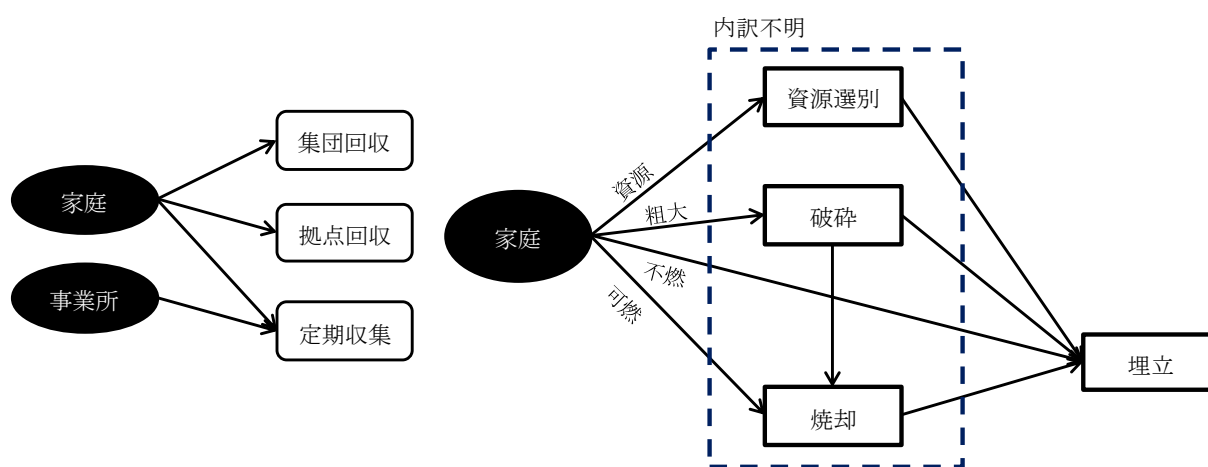 内訳不明
家庭
事業所
集団回収
拠点回収
定期収集
家庭
資源
粗大
不燃
可燃
資源選別
破砕
焼却
埋立